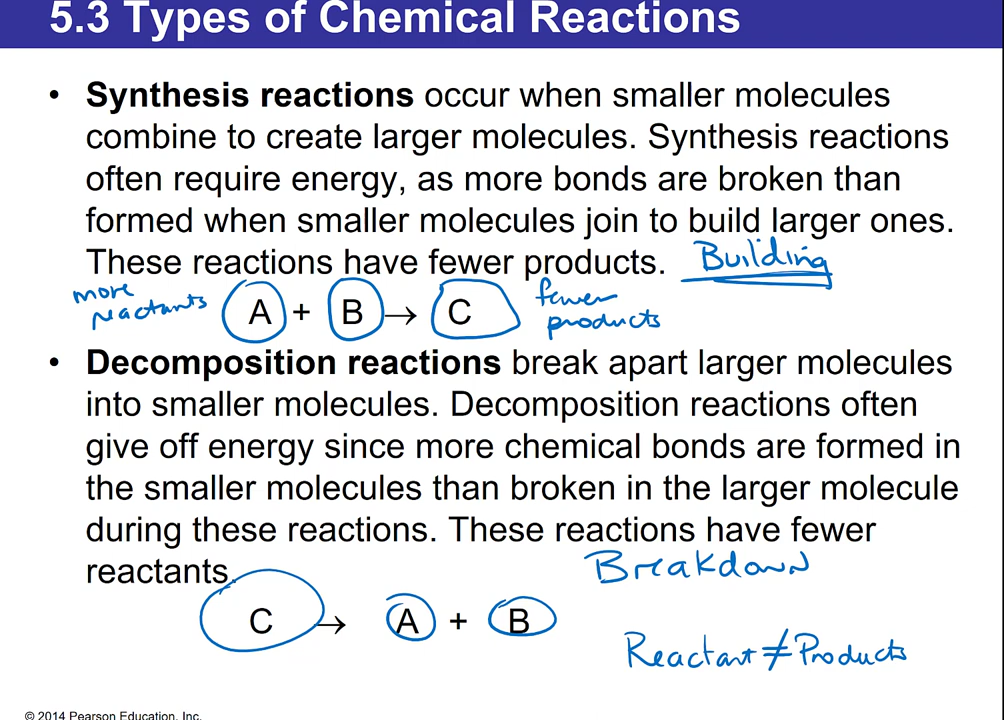 5.3 Types of Chemical Reactions
• Synthesis reactions occur when smaller molecules
combine to create larger molecules. Synthesis reactions
often require energy, as more bonds are broken than
formed when smaller molecules join to build larger ones.
These reactions have fewer products. Building
more
reactants A + B → C fewer
products
• Decomposition reactions break apart larger molecules
into smaller molecules. Decomposition reactions often
give off energy since more chemical bonds are formed in
the smaller molecules than broken in the larger molecule
during these reactions. These reactions have fewer
reactants. Breakdown
C → A + B
Reactant ≠ Products
© 2014 Pearson Education, Inc.